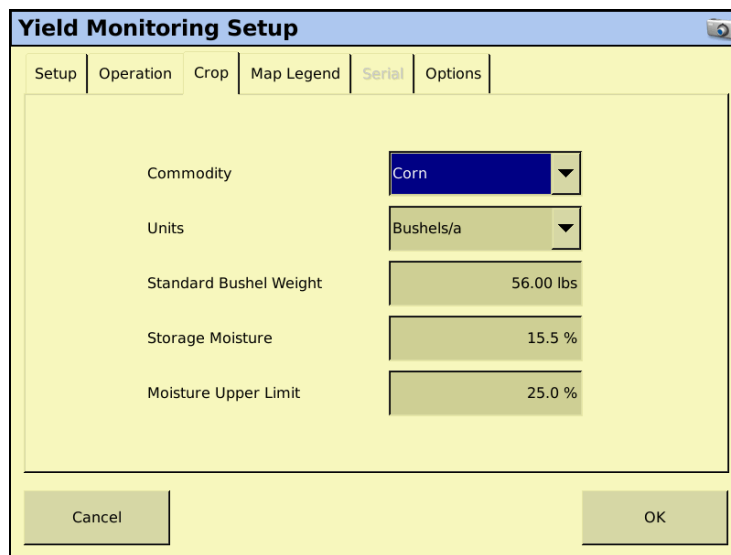 Yield Monitoring Setup
Setup Operation Crop Map Legend Serial Options
Commodity Corn
Units Bushels/a
Standard Bushel Weight 56.00 lbs
Storage Moisture 15.5 %
Moisture Upper Limit 25.0 %
Cancel OK